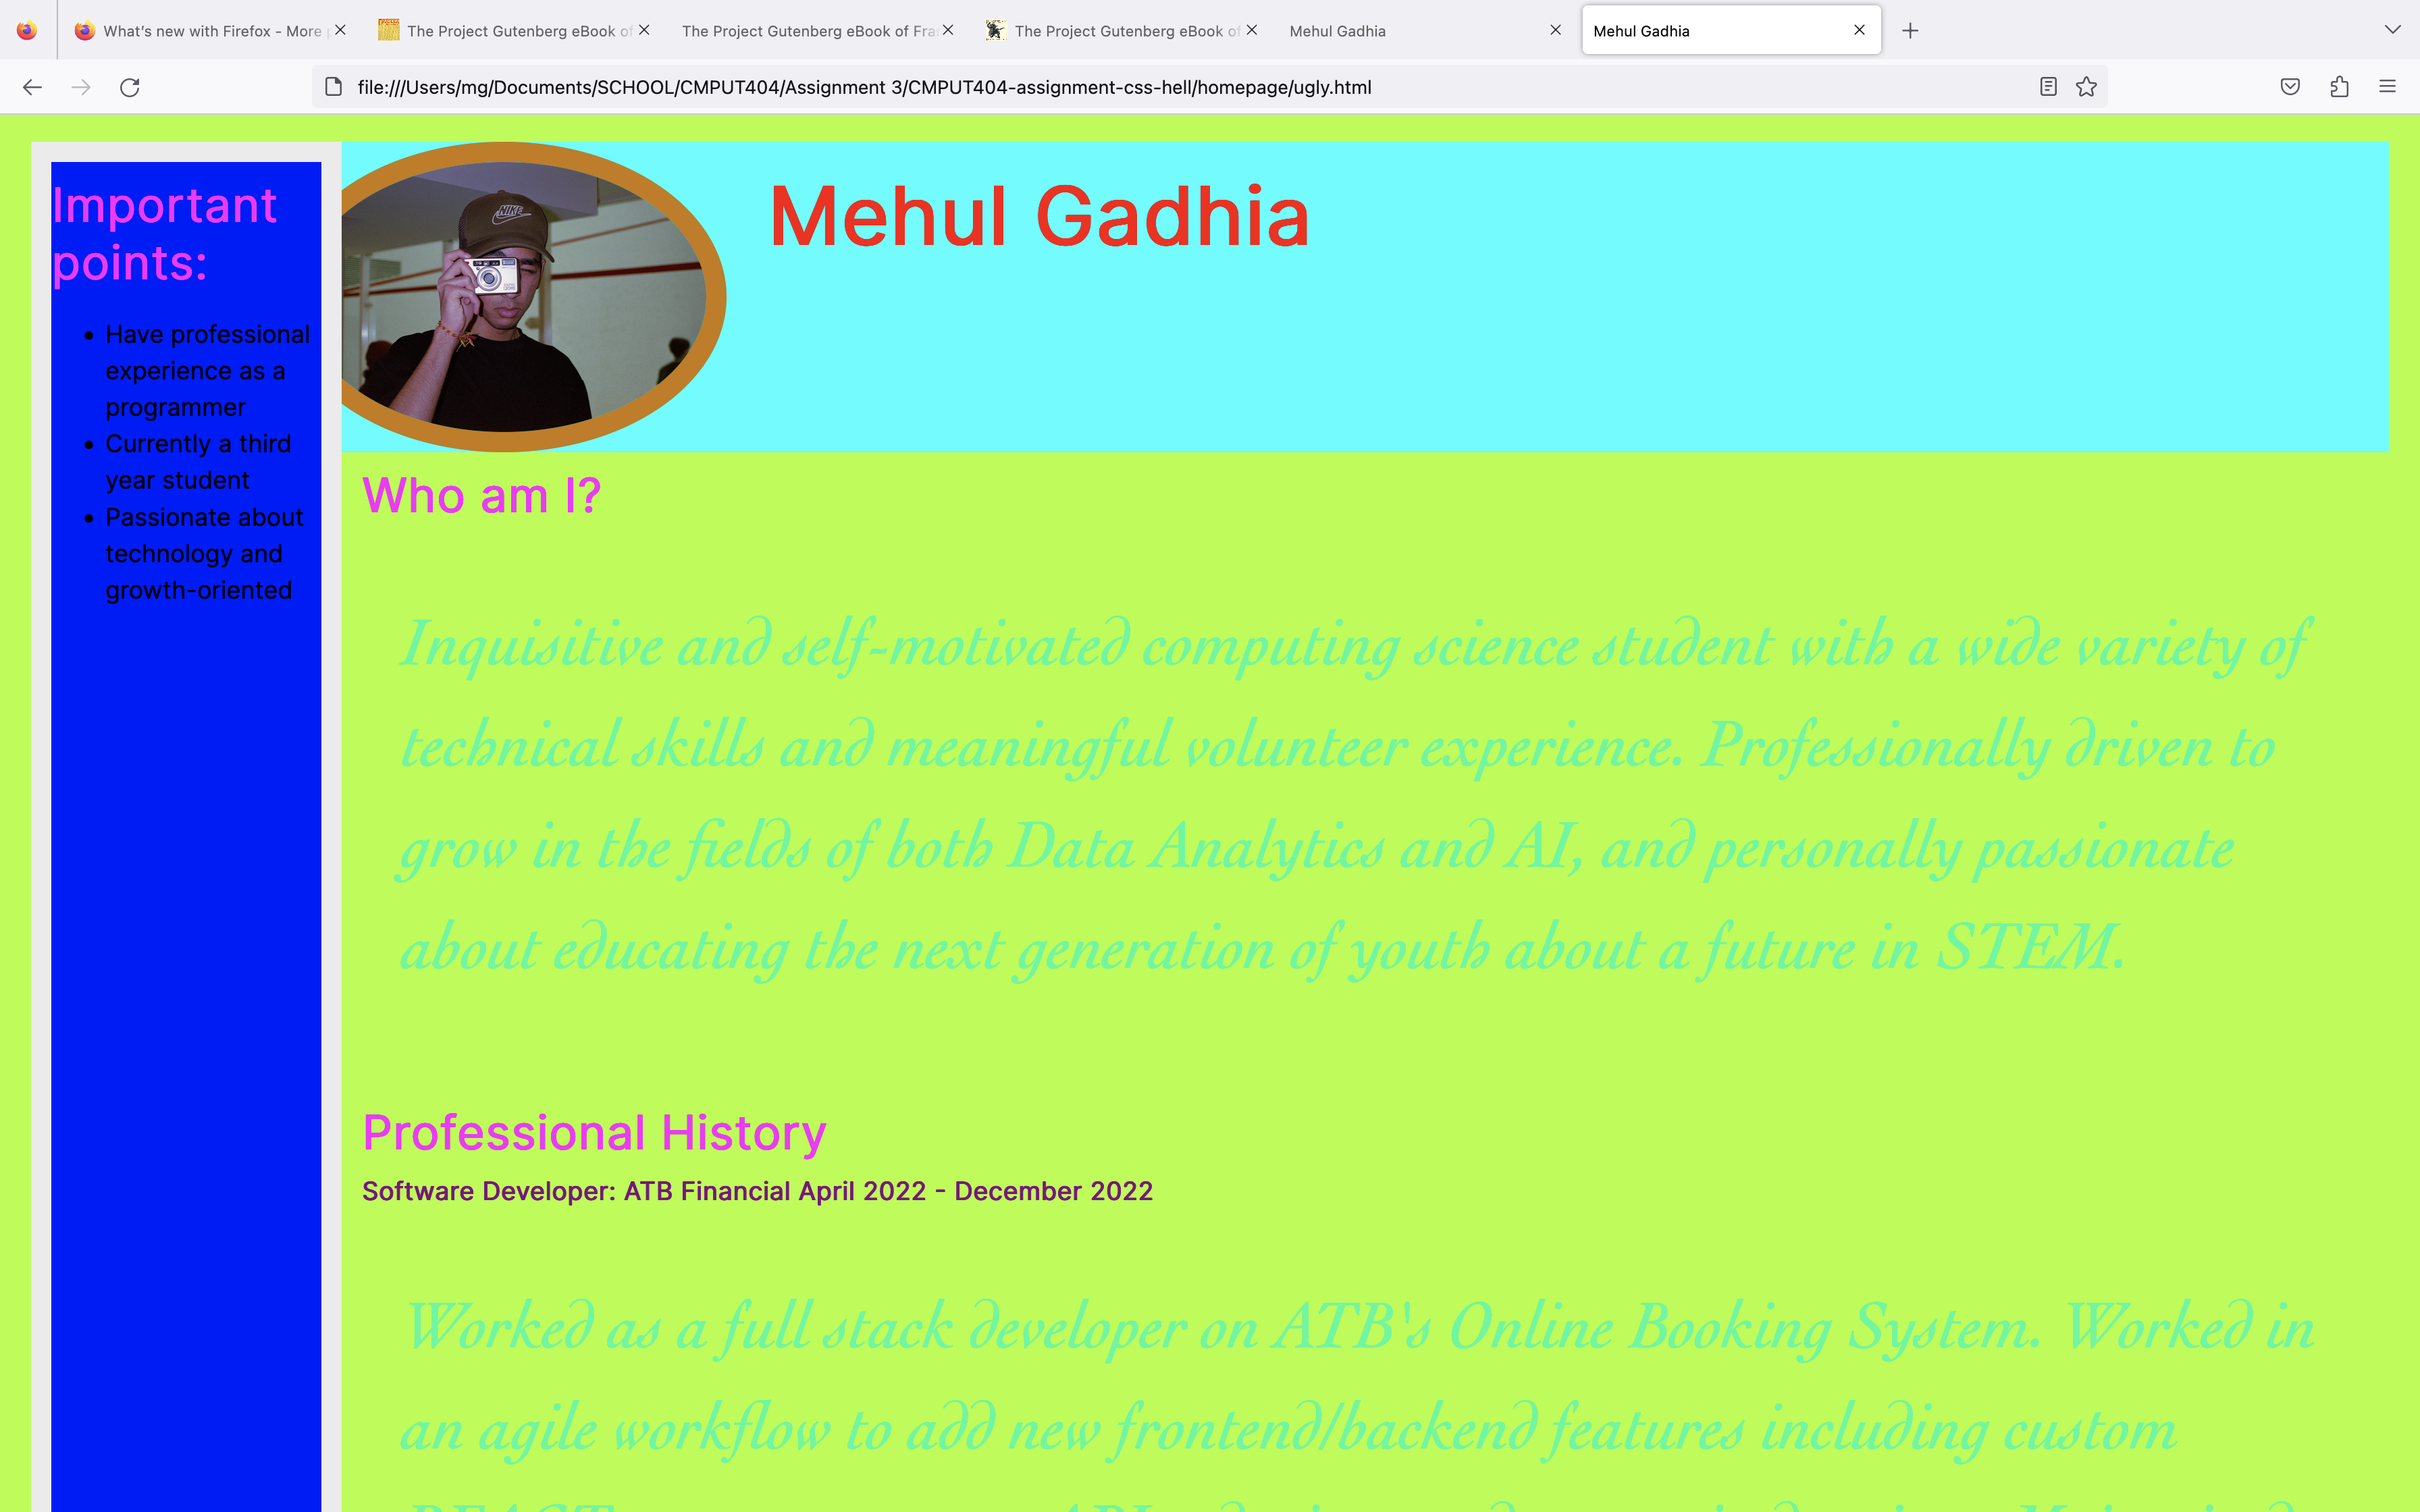 What's new with Firefox - More
The Project Gutenberg eBook of
The Project Gutenberg eBook of Fra
The Project Gutenberg eBook of
Mehul Gadhia
Mehul Gadhia
file:///Users/mg/Documents/SCHOOL/CMPUT404/Assignment 3/CMPUT404-assignment-css-hell/homepage/ugly.html
Important
points:
• Have professional
experience as a
programmer
• Currently a third
year student
• Passionate about
technology and
growth-oriented
NIKE
Mehul Gadhia
Who am I?
Inquisitive and self-motivated computing science student with a wide variety of
technical skills and meaningful volunteer experience. Professionally driven to
grow in the fields of both Data Analytics and AI, and personally passionate
about educating the next generation of youth about a future in STEM.
Professional History
Software Developer: ATB Financial April 2022 - December 2022
Worked as a full stack developer on ATB's Online Booking System. Worked in
an agile workflow to add new frontend/backend features including custom